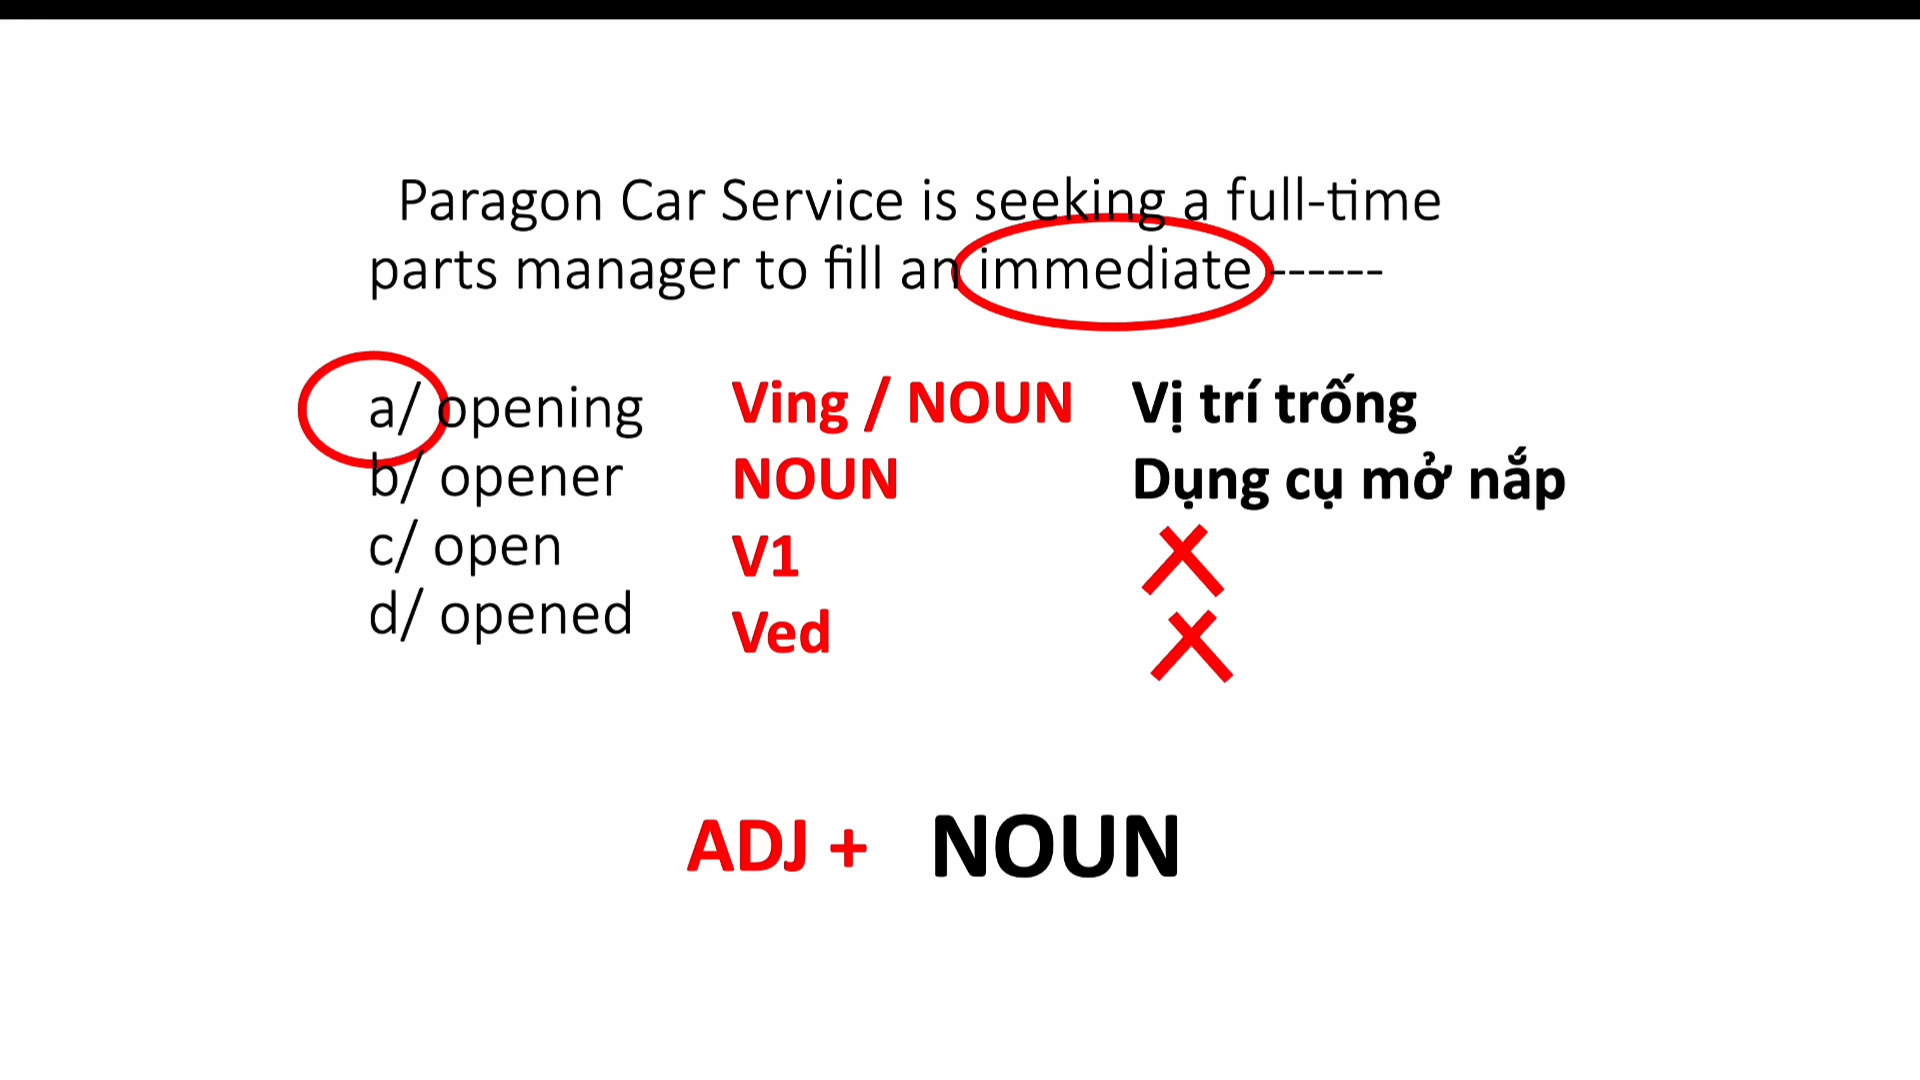 Paragon Car Service is seeking a full-time
parts manager to fill an immediate ------
a/ opening Ving / NOUN Vị trí trống
b/ opener NOUN Dụng cụ mở nắp
c/ open V1
d/ opened Ved
ADJ + NOUN